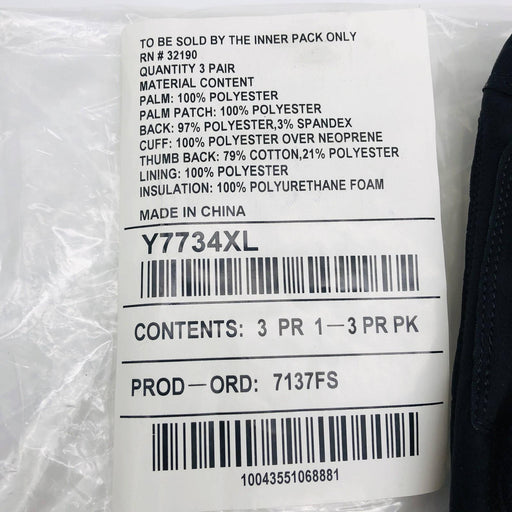 TO BE SOLD BY THE INNER PACK ONLY
RN # 32190
QUANTITY 3 PAIR
MATERIAL CONTENT
PALM: 100% POLYESTER
PALM PATCH: 100% POLYESTER
BACK: 97% POLYESTER,3% SPANDEX
CUFF: 100% POLYESTER OVER NEOPRENE
THUMB BACK: 79% COTTON,21% POLYESTER
LINING: 100% POLYESTER
INSULATION: 100% POLYURETHANE FOAM
MADE IN CHINA
Y7734XL
CONTENTS: 3 PR 1—3 PR PK
PROD—ORD: 7137FS
10043551068881